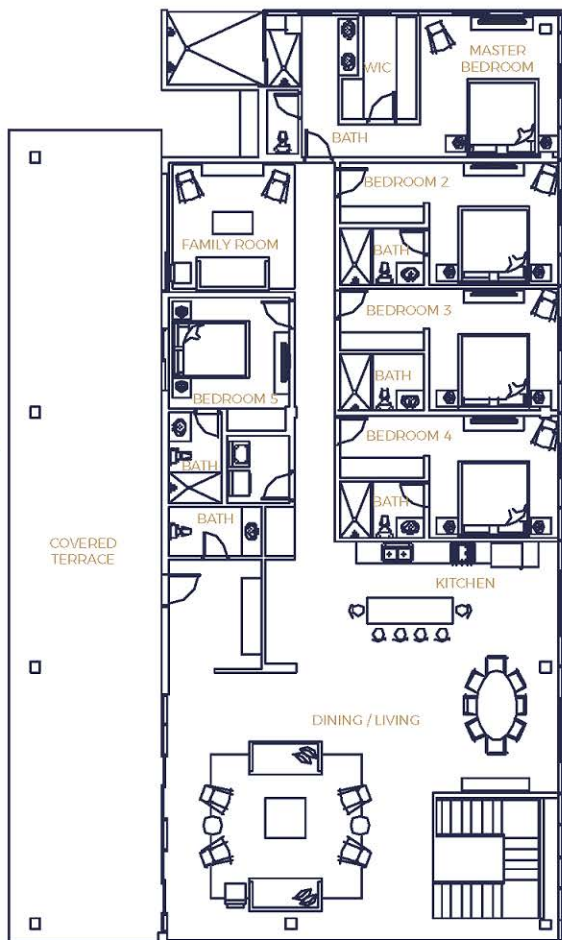 MASTER
BEDROOM
WIC
BATH
BEDROOM 2
BATH
FAMILY ROOM
BEDROOM 3
BATH
BEDROOM 5
BEDROOM 4
BATH
BATH
BATH
COVERED
TERRACE
KITCHEN
DINING / LIVING